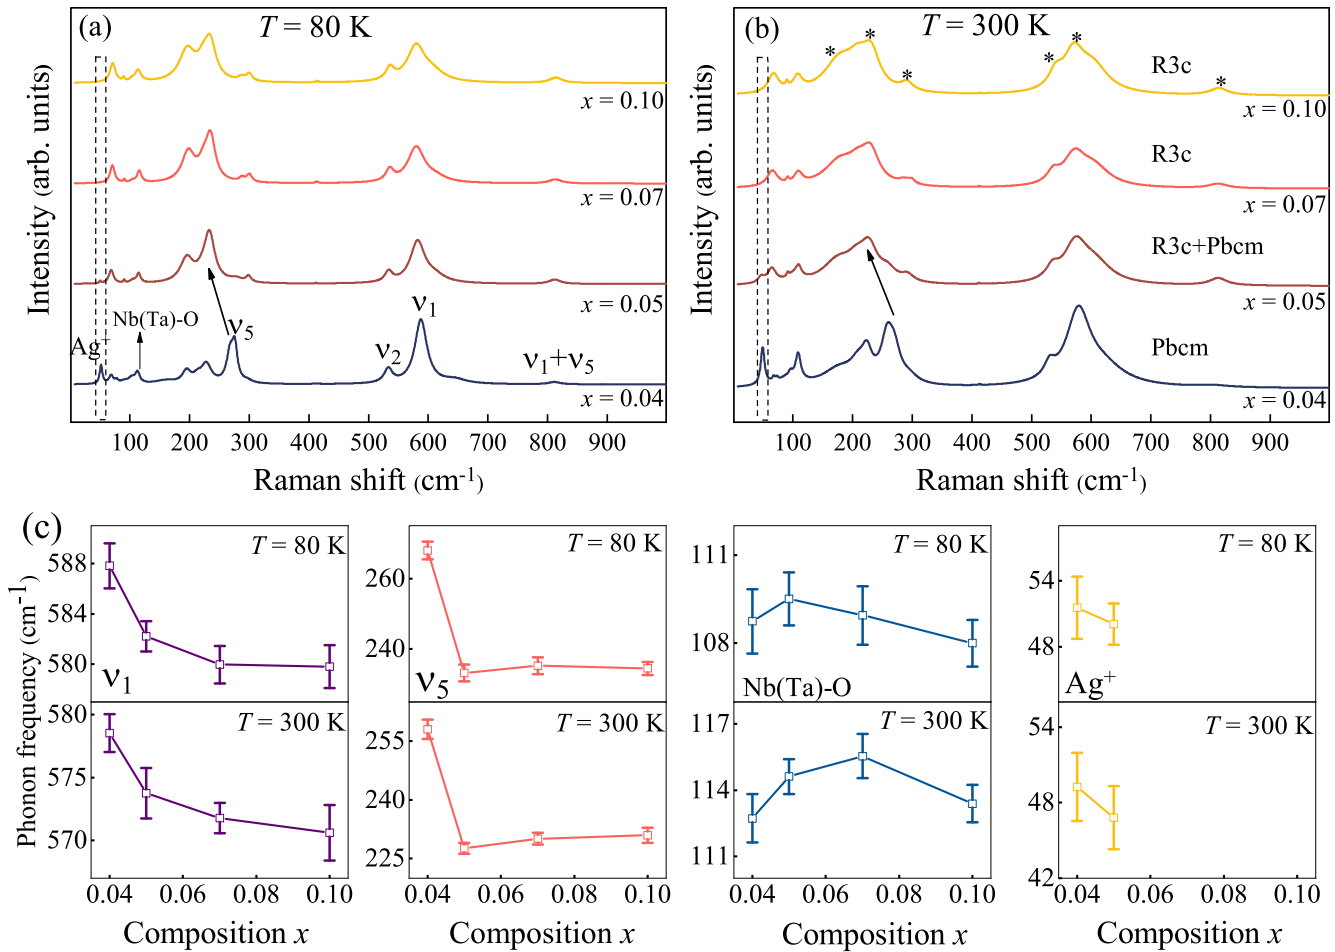 (a)
T = 80 K
x = 0.10
x = 0.07
x = 0.05
x = 0.04
Ag⁺
Nb(Ta)-O
ν₅
ν₂
ν₁
ν₁+ν₅
Intensity (arb. units)
100 200 300 400 500 600 700 800 900
Raman shift (cm⁻¹)
(b)
T = 300 K
* * * * * *
R3c
x = 0.10
R3c
x = 0.07
R3c+Pbcm
x = 0.05
Pbcm
x = 0.04
Intensity (arb. units)
100 200 300 400 500 600 700 800 900
Raman shift (cm⁻¹)
(c)
Phonon frequency (cm⁻¹)
T = 80 K
588
584
580
ν₁
T = 300 K
580
575
570
0.04 0.06 0.08 0.10
Composition x
T = 80 K
260
240
ν₅
T = 300 K
255
230
225
0.04 0.06 0.08 0.10
Composition x
T = 80 K
111
108
Nb(Ta)-O
T = 300 K
117
114
111
0.04 0.06 0.08 0.10
Composition x
T = 80 K
54
48
Ag⁺
T = 300 K
54
48
42
0.04 0.06 0.08 0.10
Composition x